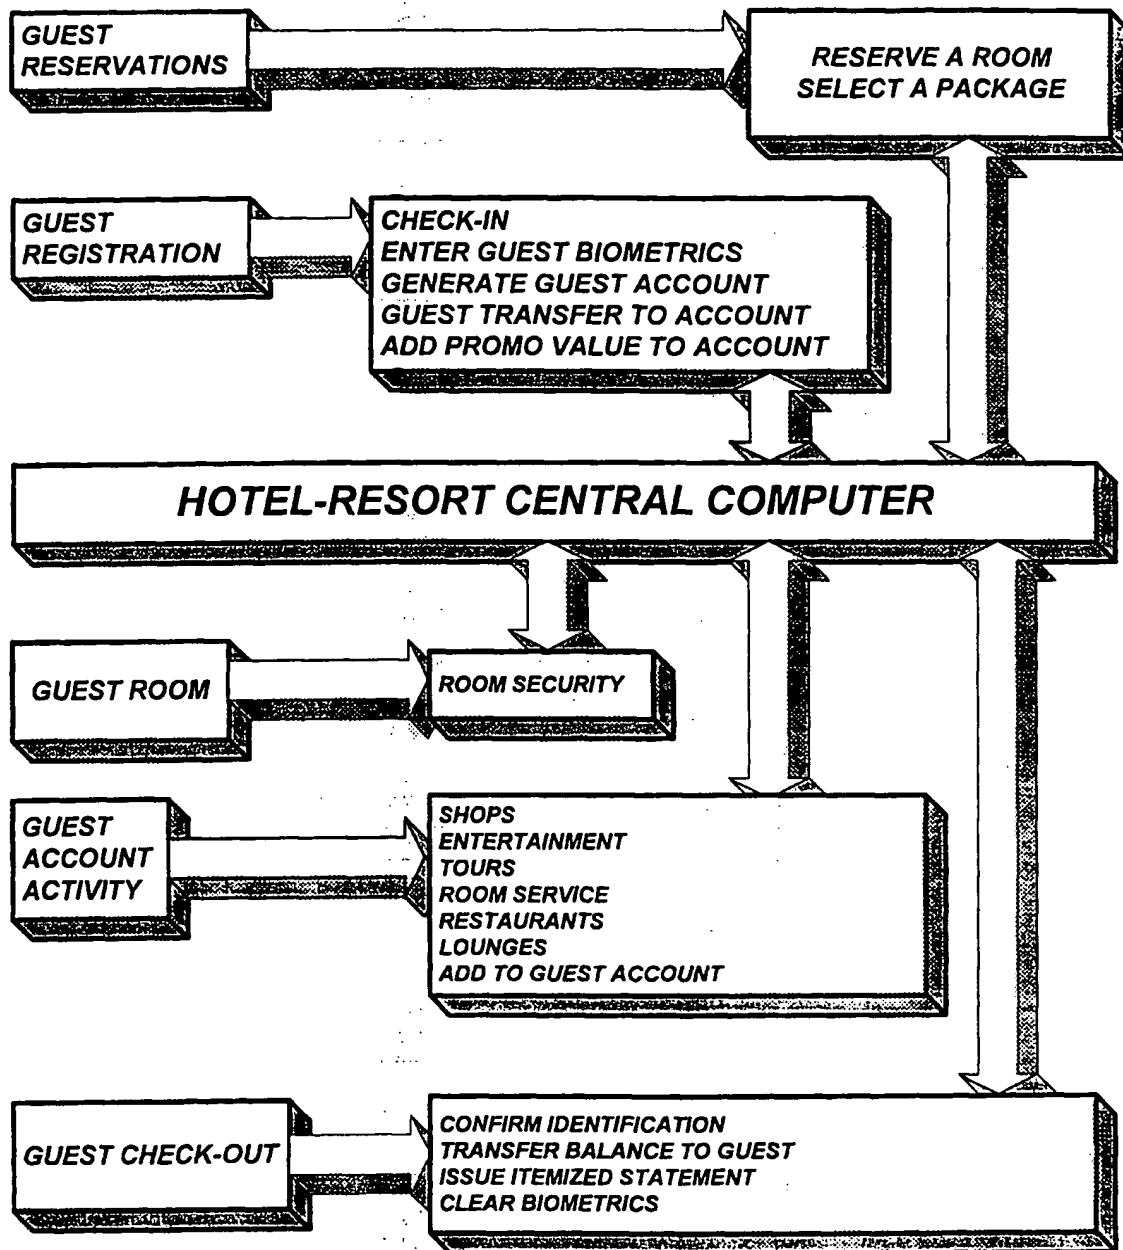 GUEST
RESERVATIONS
RESERVE A ROOM
SELECT A PACKAGE
GUEST
REGISTRATION
CHECK-IN
ENTER GUEST BIOMETRICS
GENERATE GUEST ACCOUNT
GUEST TRANSFER TO ACCOUNT
ADD PROMO VALUE TO ACCOUNT
HOTEL-RESORT CENTRAL COMPUTER
GUEST ROOM
ROOM SECURITY
GUEST
ACCOUNT
ACTIVITY
SHOPS
ENTERTAINMENT
TOURS
ROOM SERVICE
RESTAURANTS
LOUNGES
ADD TO GUEST ACCOUNT
GUEST CHECK-OUT
CONFIRM IDENTIFICATION
TRANSFER BALANCE TO GUEST
ISSUE ITEMIZED STATEMENT
CLEAR BIOMETRICS